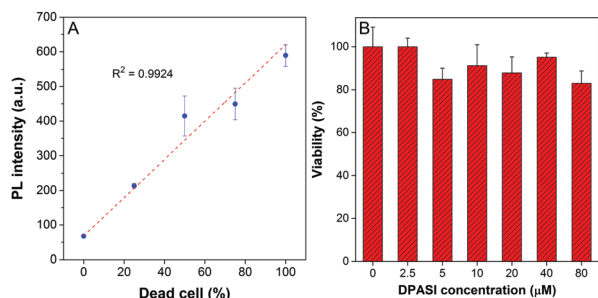 A
R² = 0.9924
700
600
500
400
300
200
100
0
PL intensity (a.u.)
0 20 40 60 80 100
Dead cell (%)
B
100
80
60
40
20
0
Viability (%)
0 2.5 5 10 20 40 80
DPASI concentration (μM)